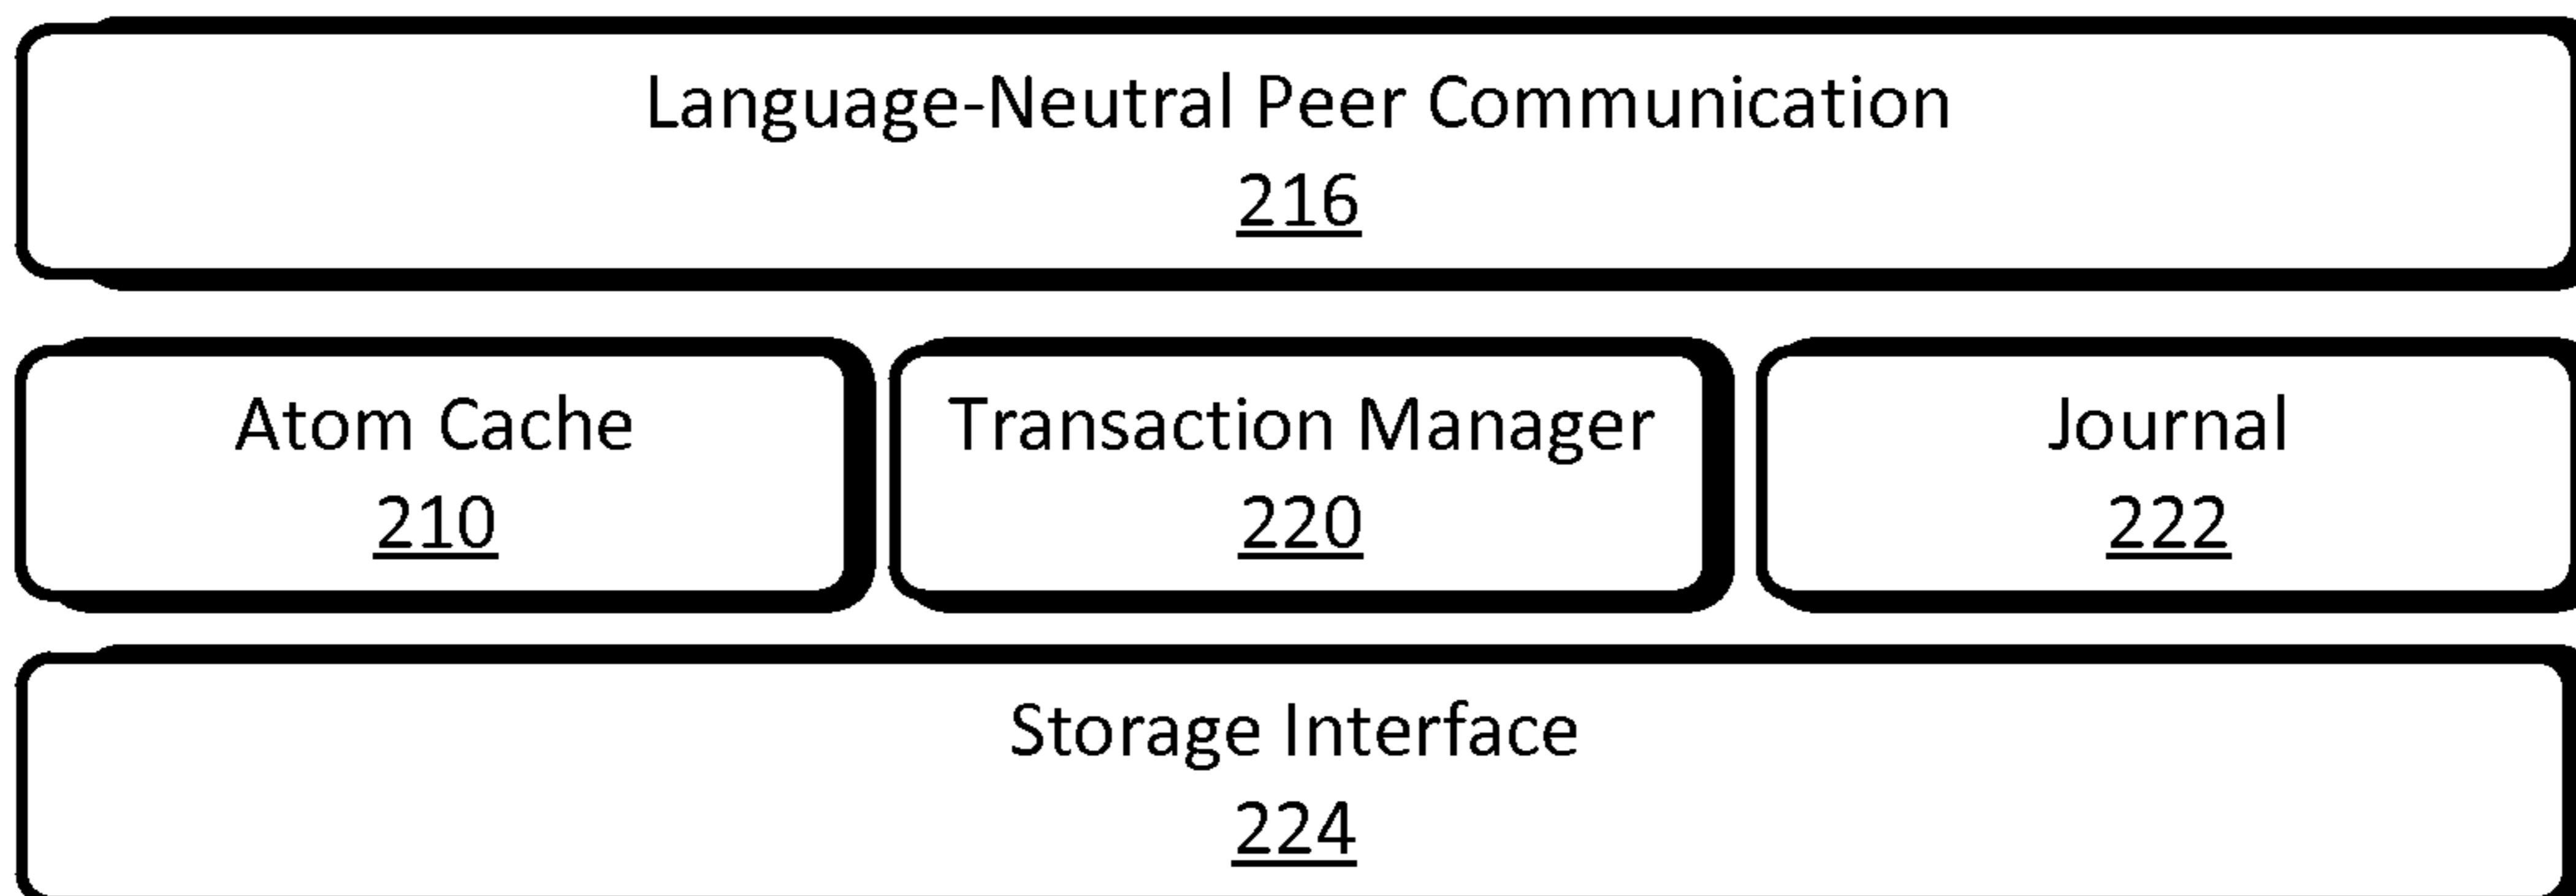 Language-Neutral Peer Communication
216
Atom Cache
210
Transaction Manager
220
Journal
222
Storage Interface
224